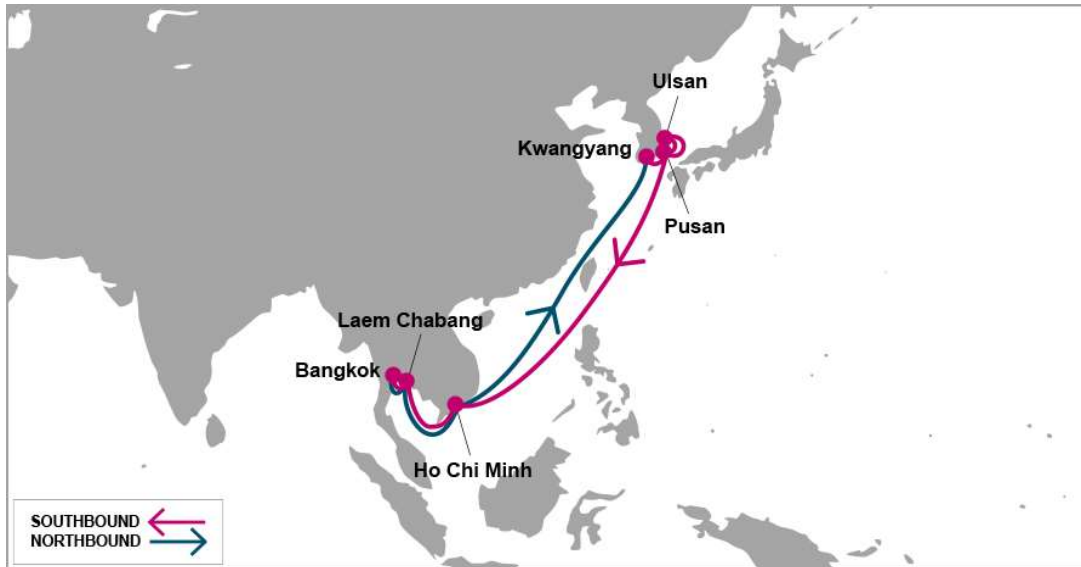 Ulsan
Kwangyang
Pusan
Laem Chabang
Bangkok
Ho Chi Minh
SOUTHBOUND
NORTHBOUND